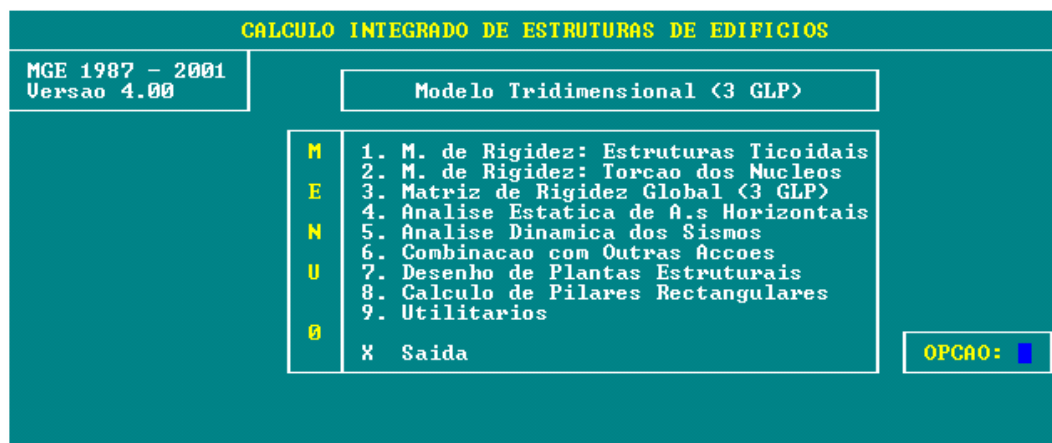 CALCULO INTEGRADO DE ESTRUTURAS DE EDIFICIOS
MGE 1987 - 2001
Versao 4.00
Modelo Tridimensional (3 GLP)
M
E
N
U
0
1. M. de Rigidez: Estruturas Ticoidais
2. M. de Rigidez: Torcao dos Nucleos
3. Matriz de Rigidez Global (3 GLP)
4. Analise Estatica de A.s Horizontais
5. Analise Dinamica dos Sismos
6. Combinacao com Outras Accoes
7. Desenho de Plantas Estruturais
8. Calculo de Pilares Rectangulares
9. Utilitarios
X Saida
OPCAO: